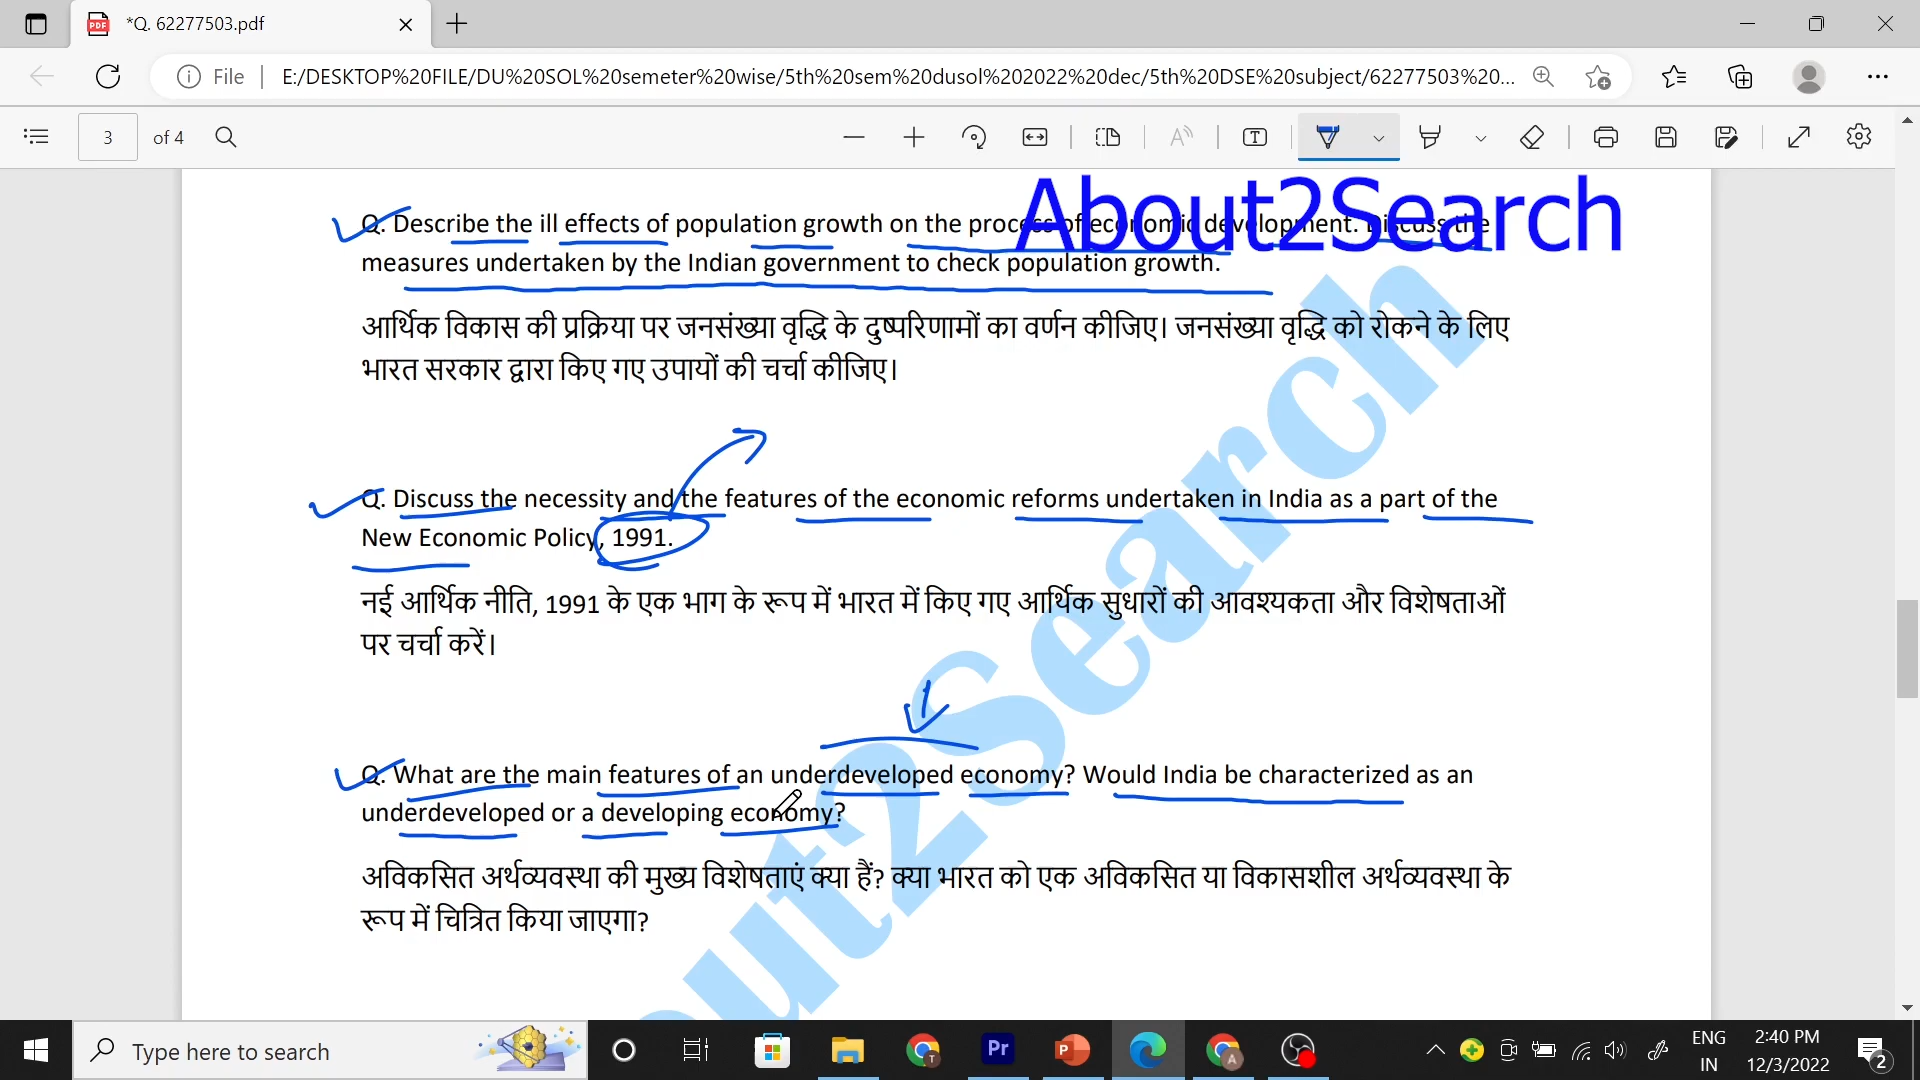 *Q. 62277503.pdf
File
E:/DESKTOP%20FILE/DU%20SOL%20semeter%20wise/5th%20sem%20dusol%202022%20dec/5th%20DSE%20subject/62277503%20...
3 of 4
About2Search
Q. Describe the ill effects of population growth on the process of economic development. Discuss the
measures undertaken by the Indian government to check population growth.
आर्थिक विकास की प्रक्रिया पर जनसंख्या वृद्धि के दुष्परिणामों का वर्णन कीजिए। जनसंख्या वृद्धि को रोकने के लिए
भारत सरकार द्वारा किए गए उपायों की चर्चा कीजिए।
Q. Discuss the necessity and the features of the economic reforms undertaken in India as a part of the
New Economic Policy, 1991.
नई आर्थिक नीति, 1991 के एक भाग के रूप में भारत में किए गए आर्थिक सुधारों की आवश्यकता और विशेषताओं
पर चर्चा करें।
Q. What are the main features of an underdeveloped economy? Would India be characterized as an
underdeveloped or a developing economy?
अविकसित अर्थव्यवस्था की मुख्य विशेषताएं क्या हैं? क्या भारत को एक अविकसित या विकासशील अर्थव्यवस्था के
रूप में चित्रित किया जाएगा?
out2Search
Type here to search
Pr
P
T
A
ENG
IN
2:40 PM
12/3/2022
2